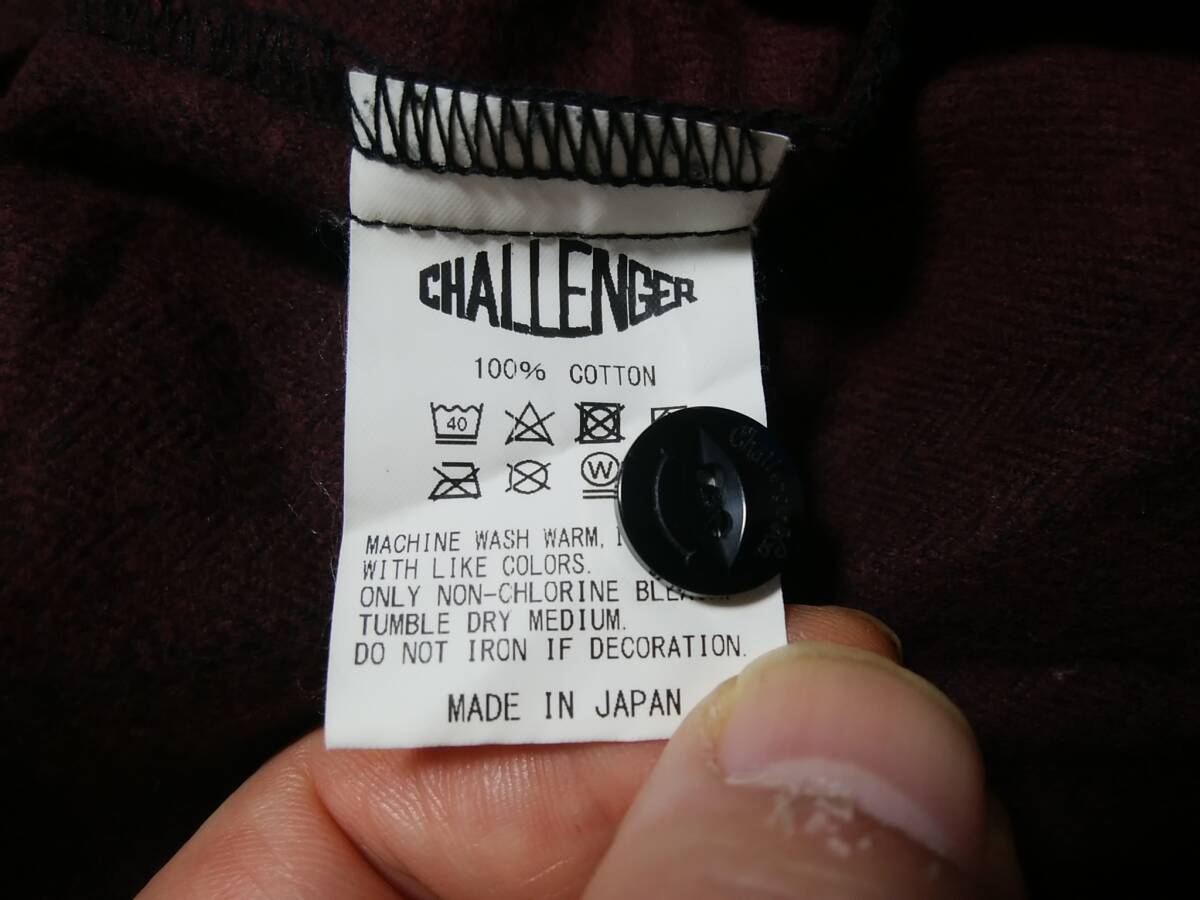 CHALLENGER
100% COTTON
40
W
MACHINE WASH WARM,
WITH LIKE COLORS.
ONLY NON-CHLORINE
TUMBLE DRY MEDIUM.
DO NOT IRON IF DECORATION.
MADE IN JAPAN